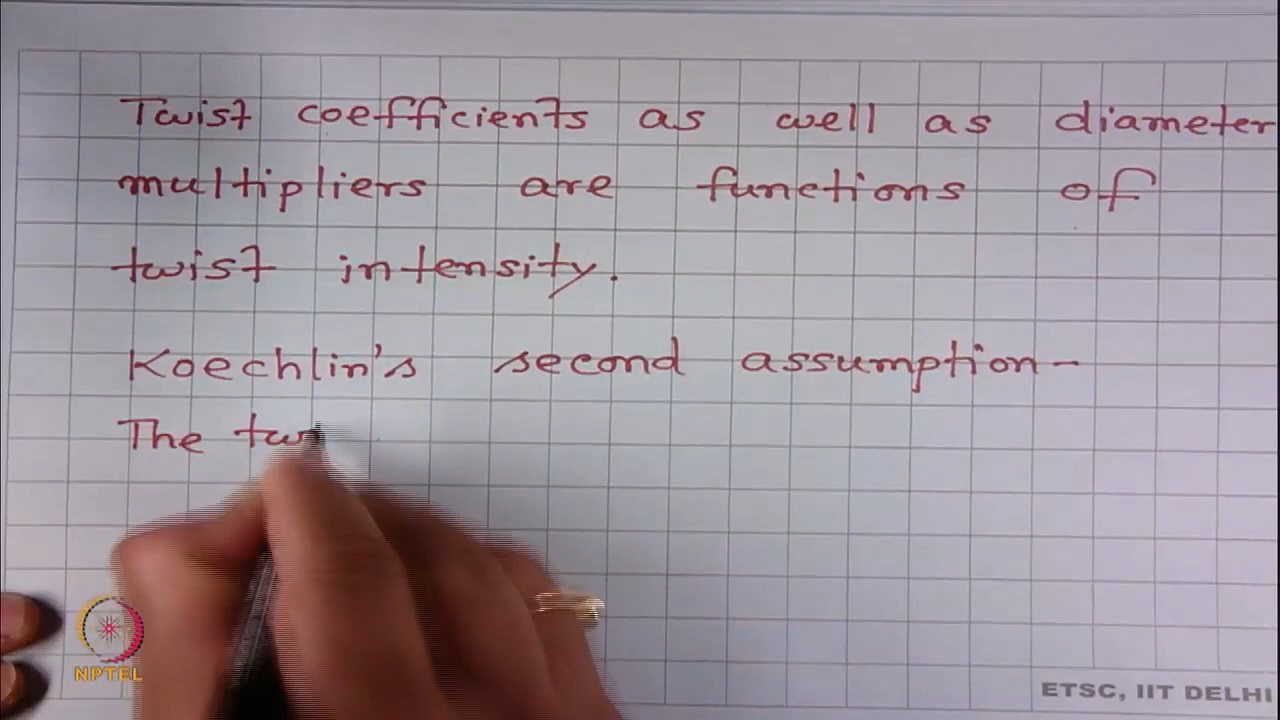 Twist coefficients as well as diameter
multipliers are functions of
twist intensity.
Koechlin's second assumption-
The
NPTEL
ETSC, IIT DELHI